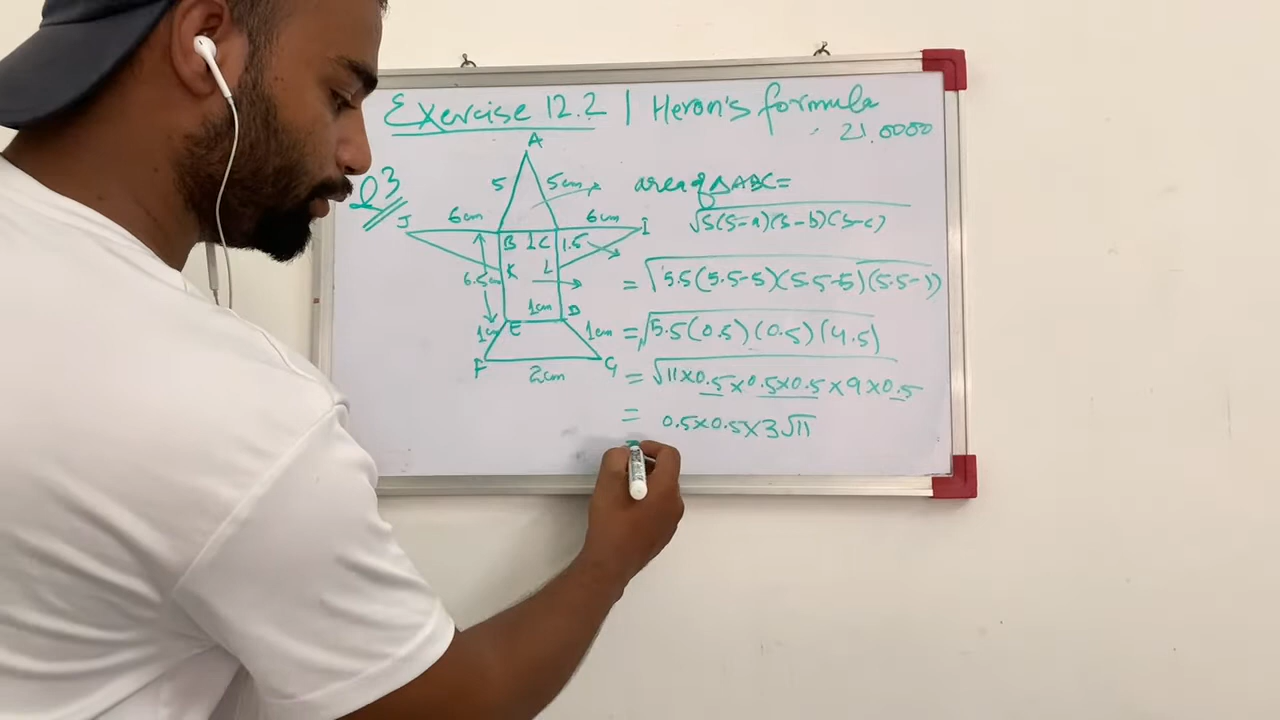 Exercise 12.2 | Heron's formula
21.0000
Q3
A
5
5cm
J
6cm
6cm
I
B 1 C
1.5
K
L
6.5cm
1cm
D
1cm
E
1cm
F
G
2cm
area of ΔABC=
√s(s-a)(s-b)(s-c)
= √5.5(5.5-5)(5.5-5)(5.5-1)
= √5.5(0.5)(0.5)(4.5)
= √11×0.5×0.5×0.5×9×0.5
= 0.5×0.5×3√11